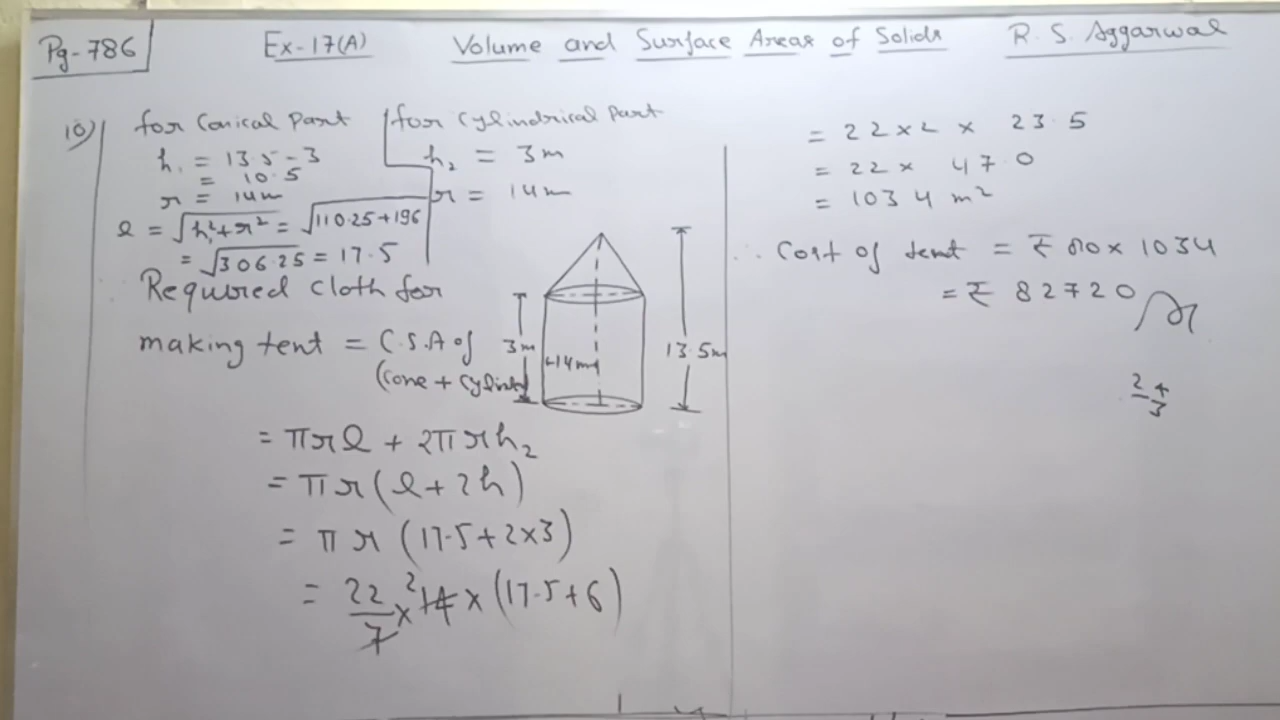 Pg-786
Ex-17(A)
Volume and Surface Areas of Solids
R. S. Aggarwal
10)
for Conical Part
h₁ = 13.5-3
= 10.5
r = 14m
l = √h₁²+r² = √110.25+196
= √306.25 = 17.5
for Cylindrical Part
h₂ = 3m
r = 14m
Required cloth for
making tent = C.S.A of
(cone + cylinder)
3m
14m
13.5m
= πrl + 2πrh₂
= πr(l+2h)
= πr (17.5+2×3)
= 22/7 × 14 2 × (17.5+6)
= 22×2 × 23.5
= 22× 47.0
= 1034 m²
∴ Cost of tent = ₹ 80× 1034
= ₹ 82720
2 4
3